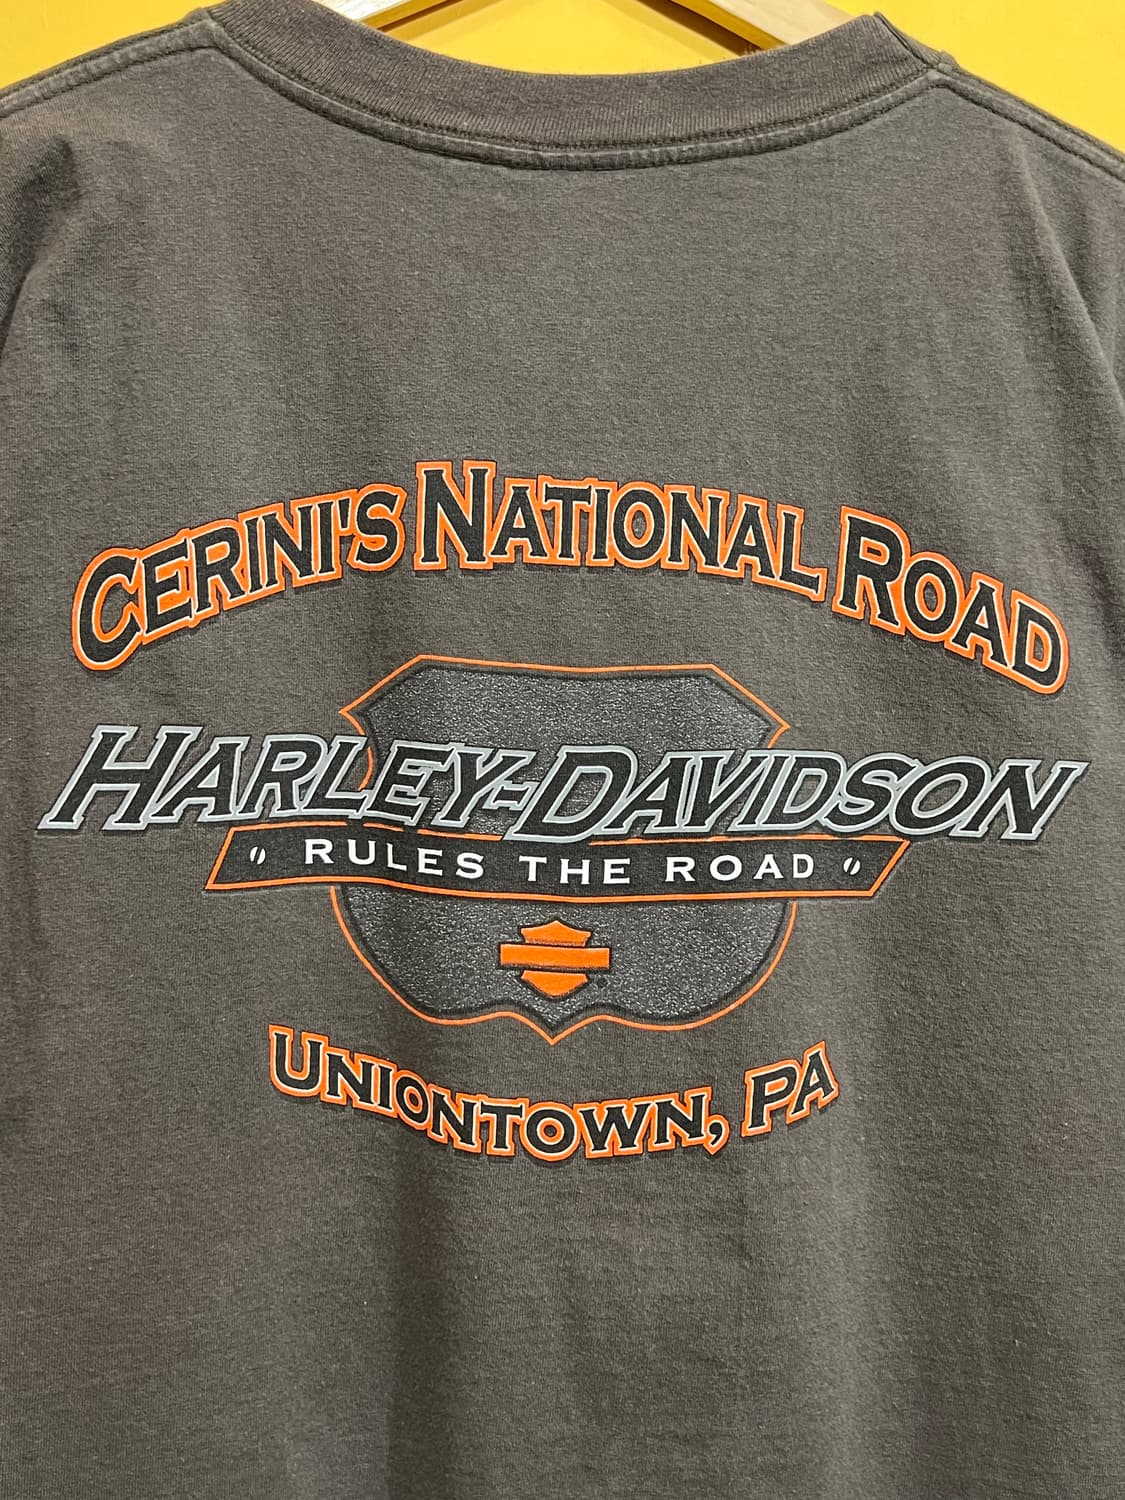 CERINI'S NATIONAL ROAD
HARLEY-DAVIDSON
RULES THE ROAD
UNIONTOWN, PA